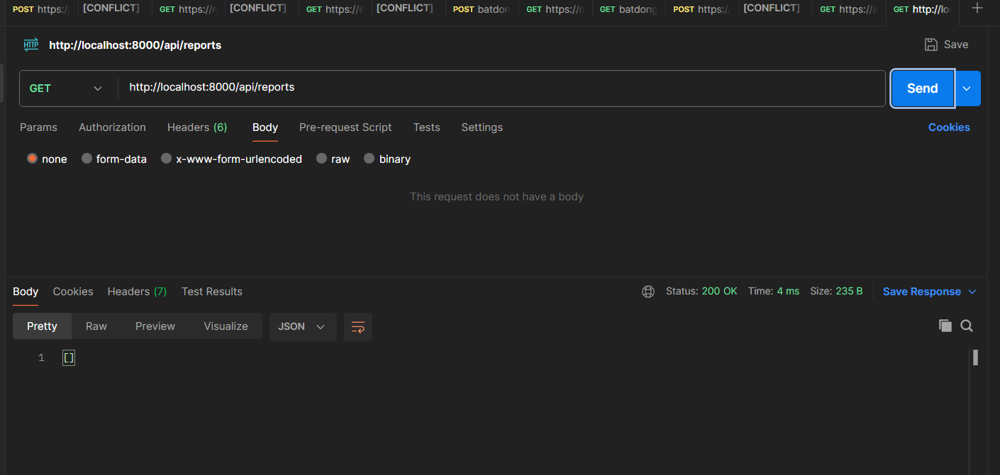 POST https:/ [CONFLICT] GET https://n [CONFLICT] GET https://e [CONFLICT] POST batdon GET https://n GET batdong POST https:/ [CONFLICT] GET https://a GET http://lo
HTTP http://localhost:8000/api/reports Save
GET http://localhost:8000/api/reports Send
Params Authorization Headers (6) Body Pre-request Script Tests Settings Cookies
none form-data x-www-form-urlencoded raw binary
This request does not have a body
Body Cookies Headers (7) Test Results Status: 200 OK Time: 4 ms Size: 235 B Save Response
Pretty Raw Preview Visualize JSON
1 []